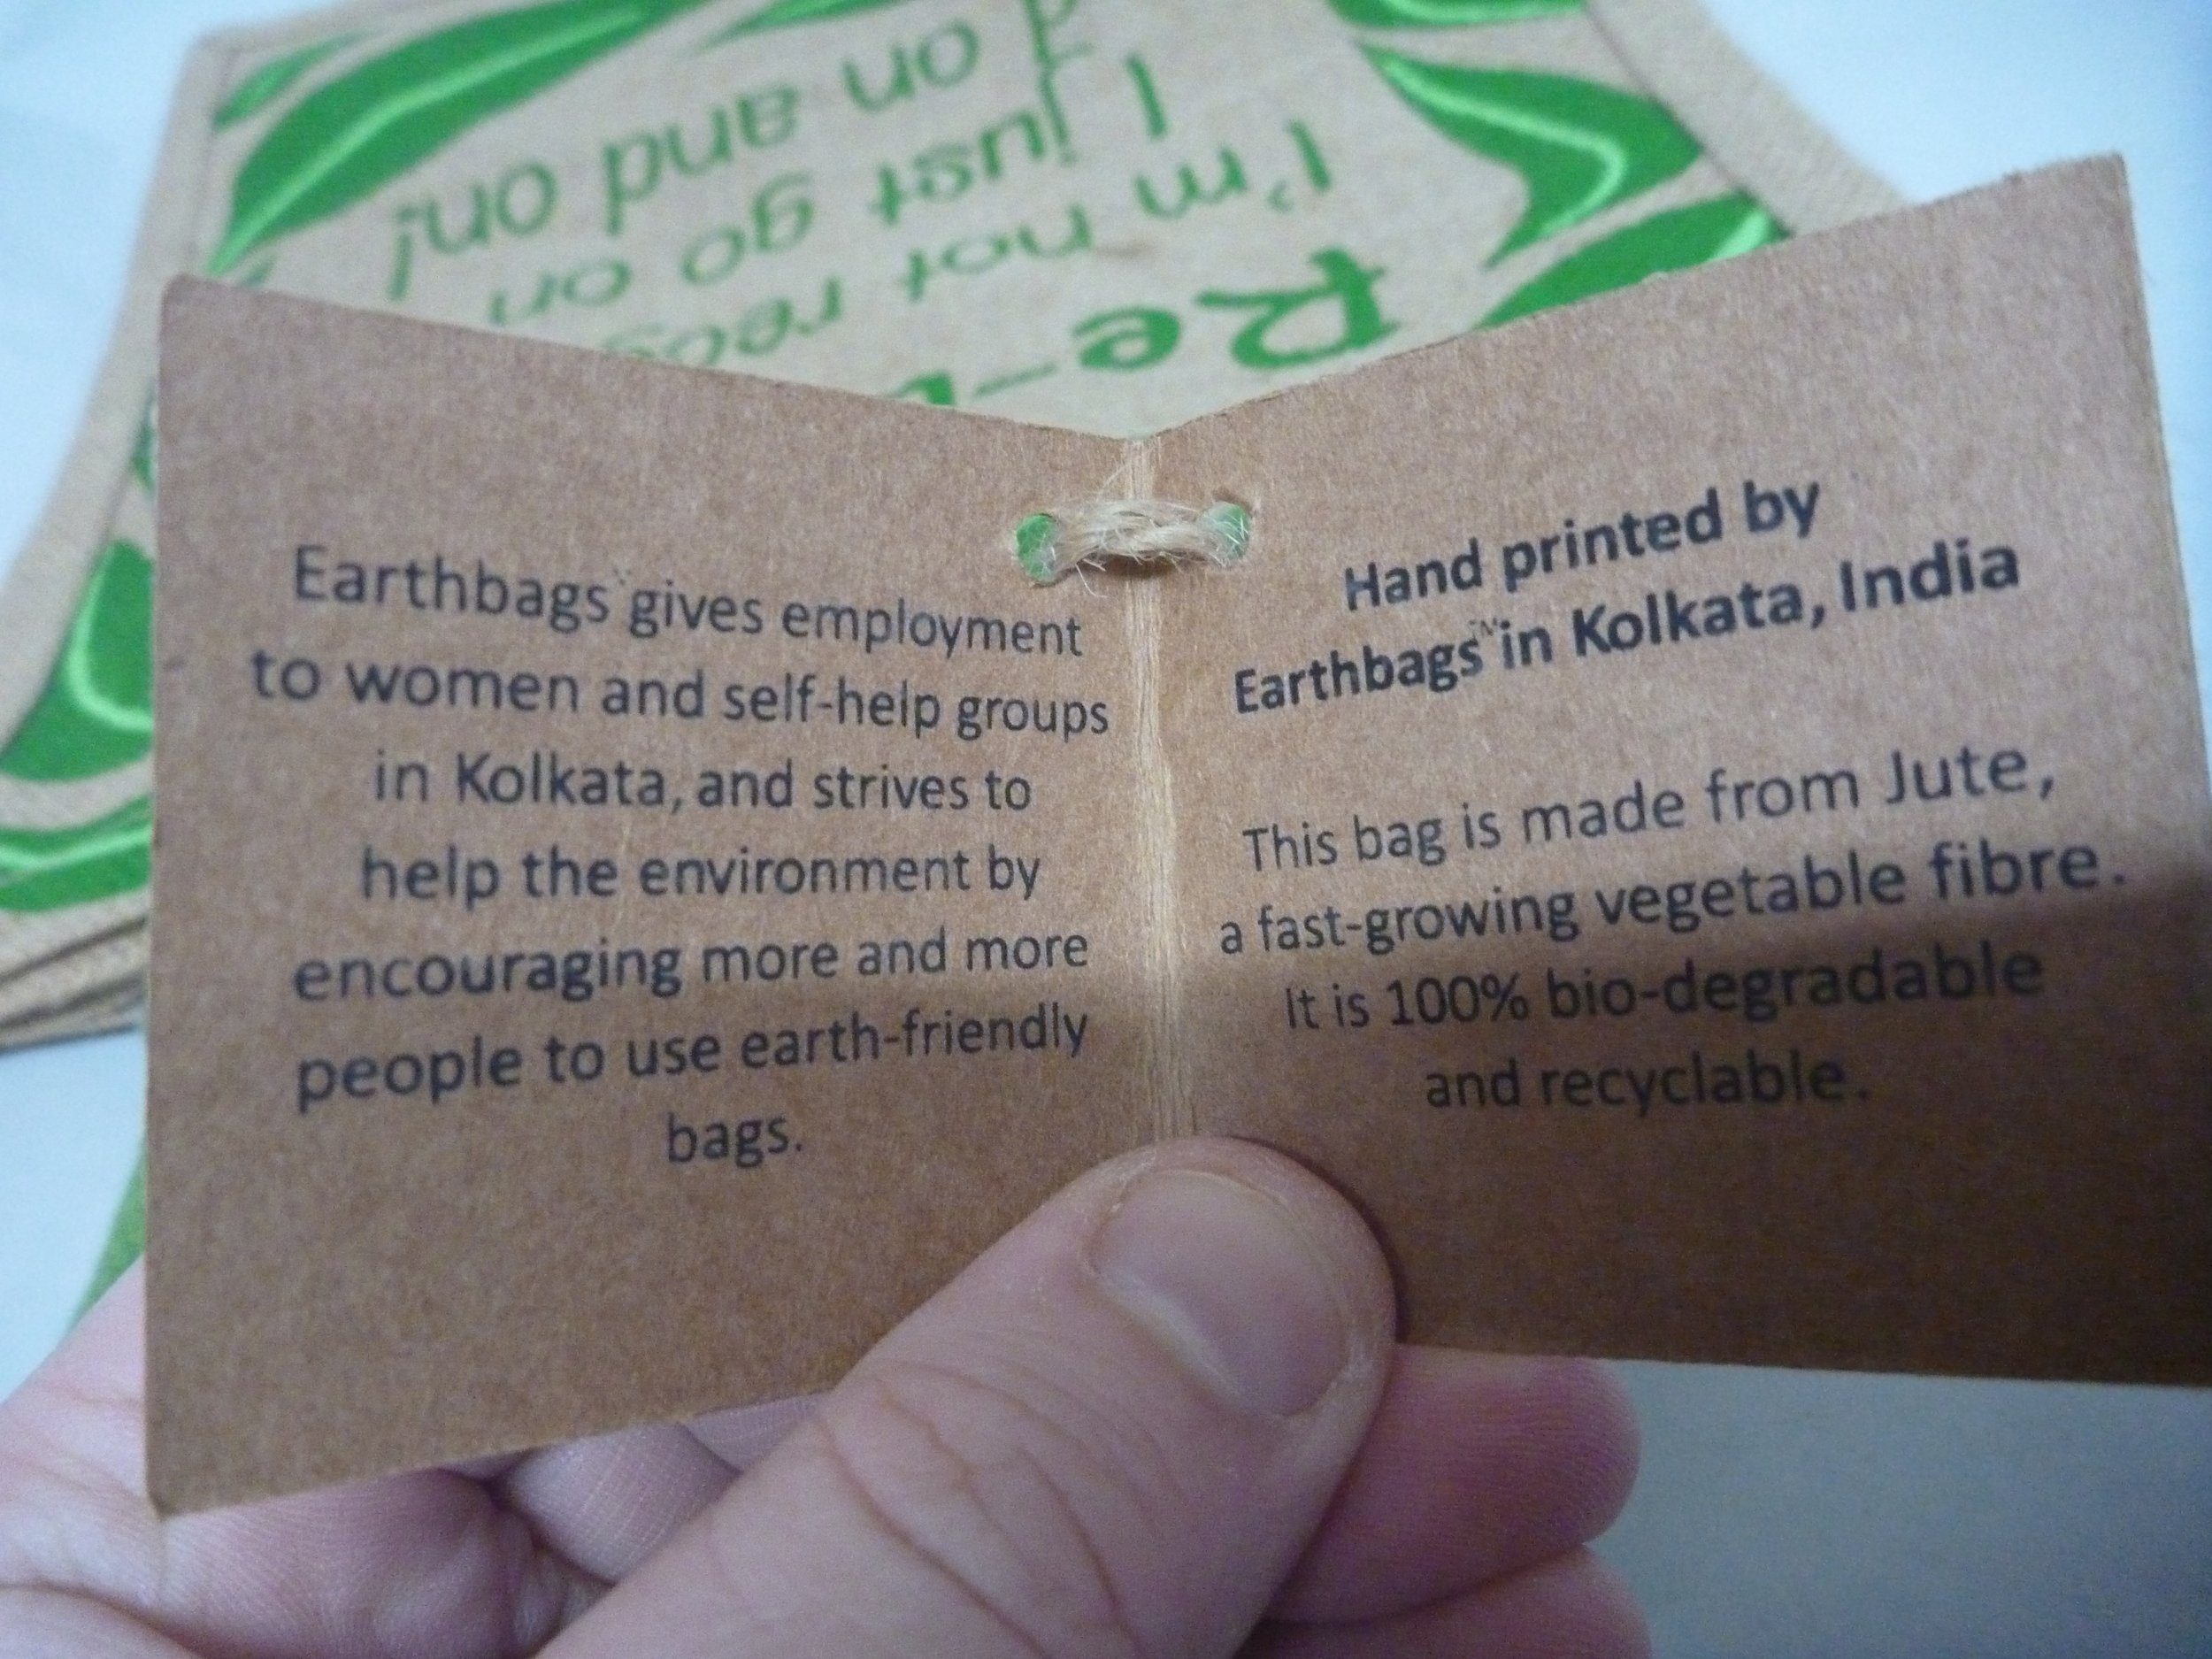 Earthbags™ gives employment
to women and self-help groups
in Kolkata, and strives to
help the environment by
encouraging more and more
people to use earth-friendly
bags.
Hand printed by
Earthbags™ in Kolkata, India
This bag is made from Jute,
a fast-growing vegetable fibre.
It is 100% bio-degradable
and recyclable.
Re-
I'm not
I just go on
on and on!